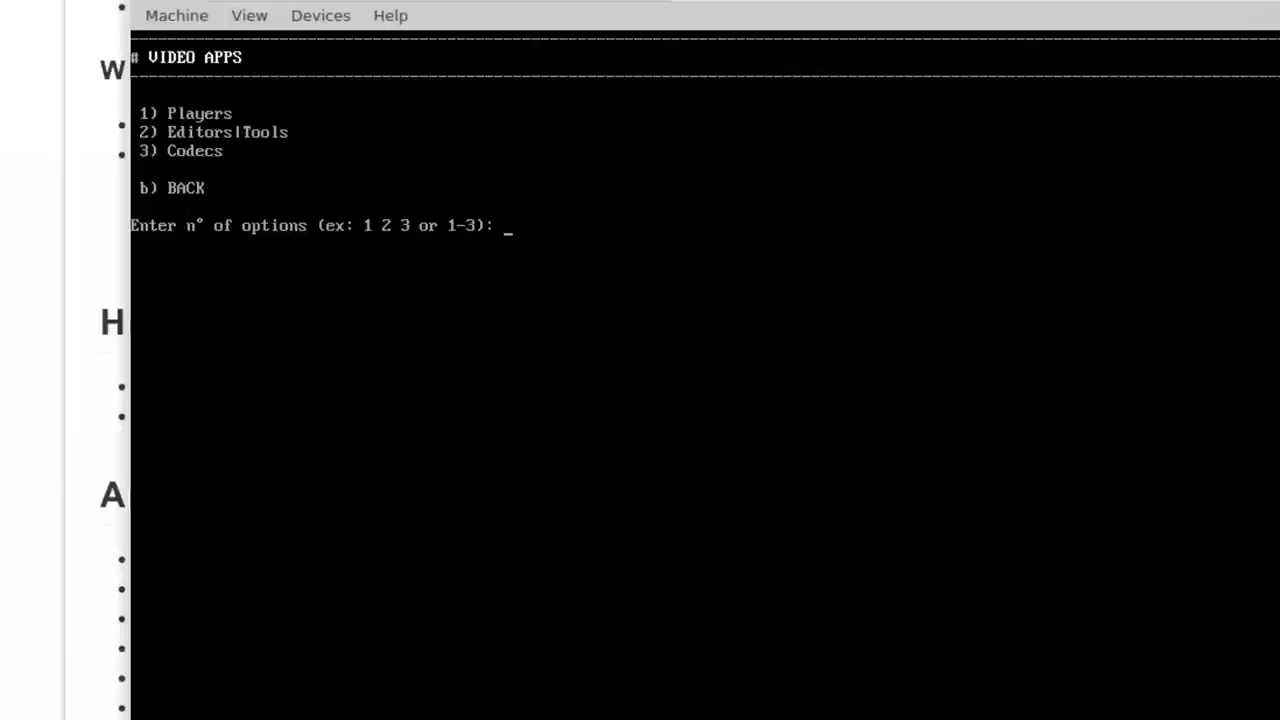 Machine View Devices Help
# VIDEO APPS
1) Players
2) Editors|Tools
3) Codecs
b) BACK
Enter n° of options (ex: 1 2 3 or 1-3): _
W
H
A